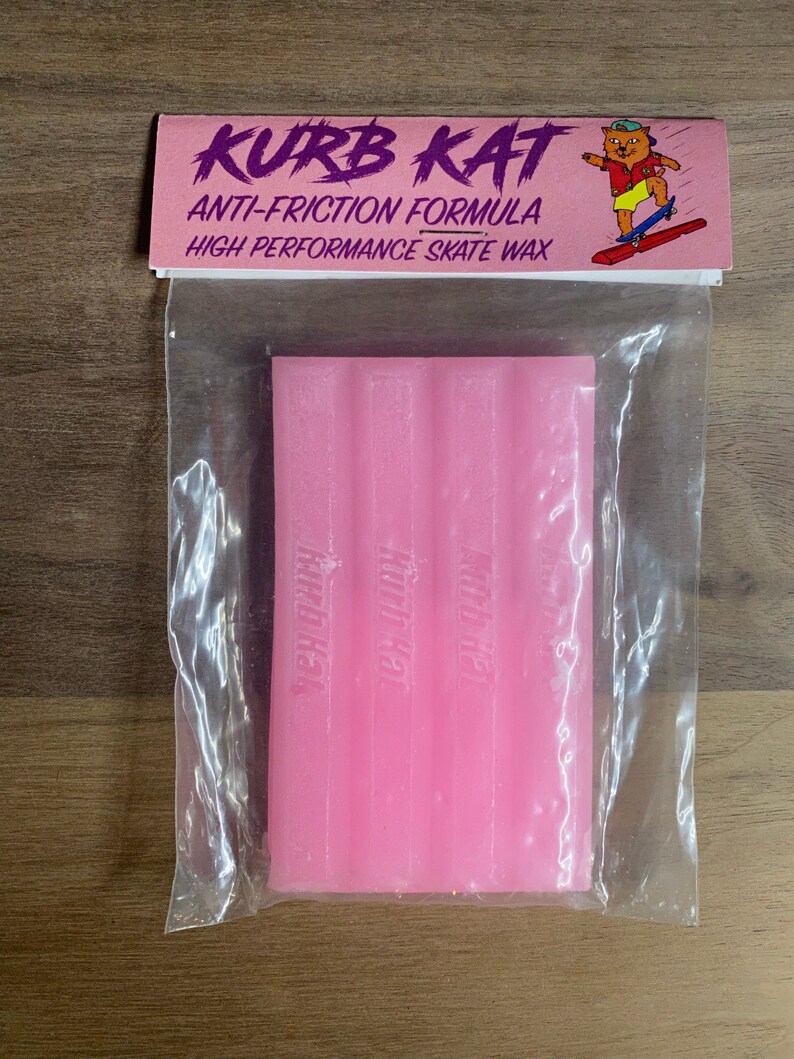 KURB KAT
ANTI-FRICTION FORMULA
HIGH PERFORMANCE SKATE WAX
Kurb Kat
Kurb Kat
Kurb Kat